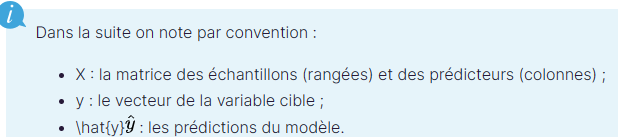 Dans la suite on note par convention :
• X : la matrice des échantillons (rangées) et des prédicteurs (colonnes) ;
• y : le vecteur de la variable cible ;
• \hat{y}ŷ : les prédictions du modèle.